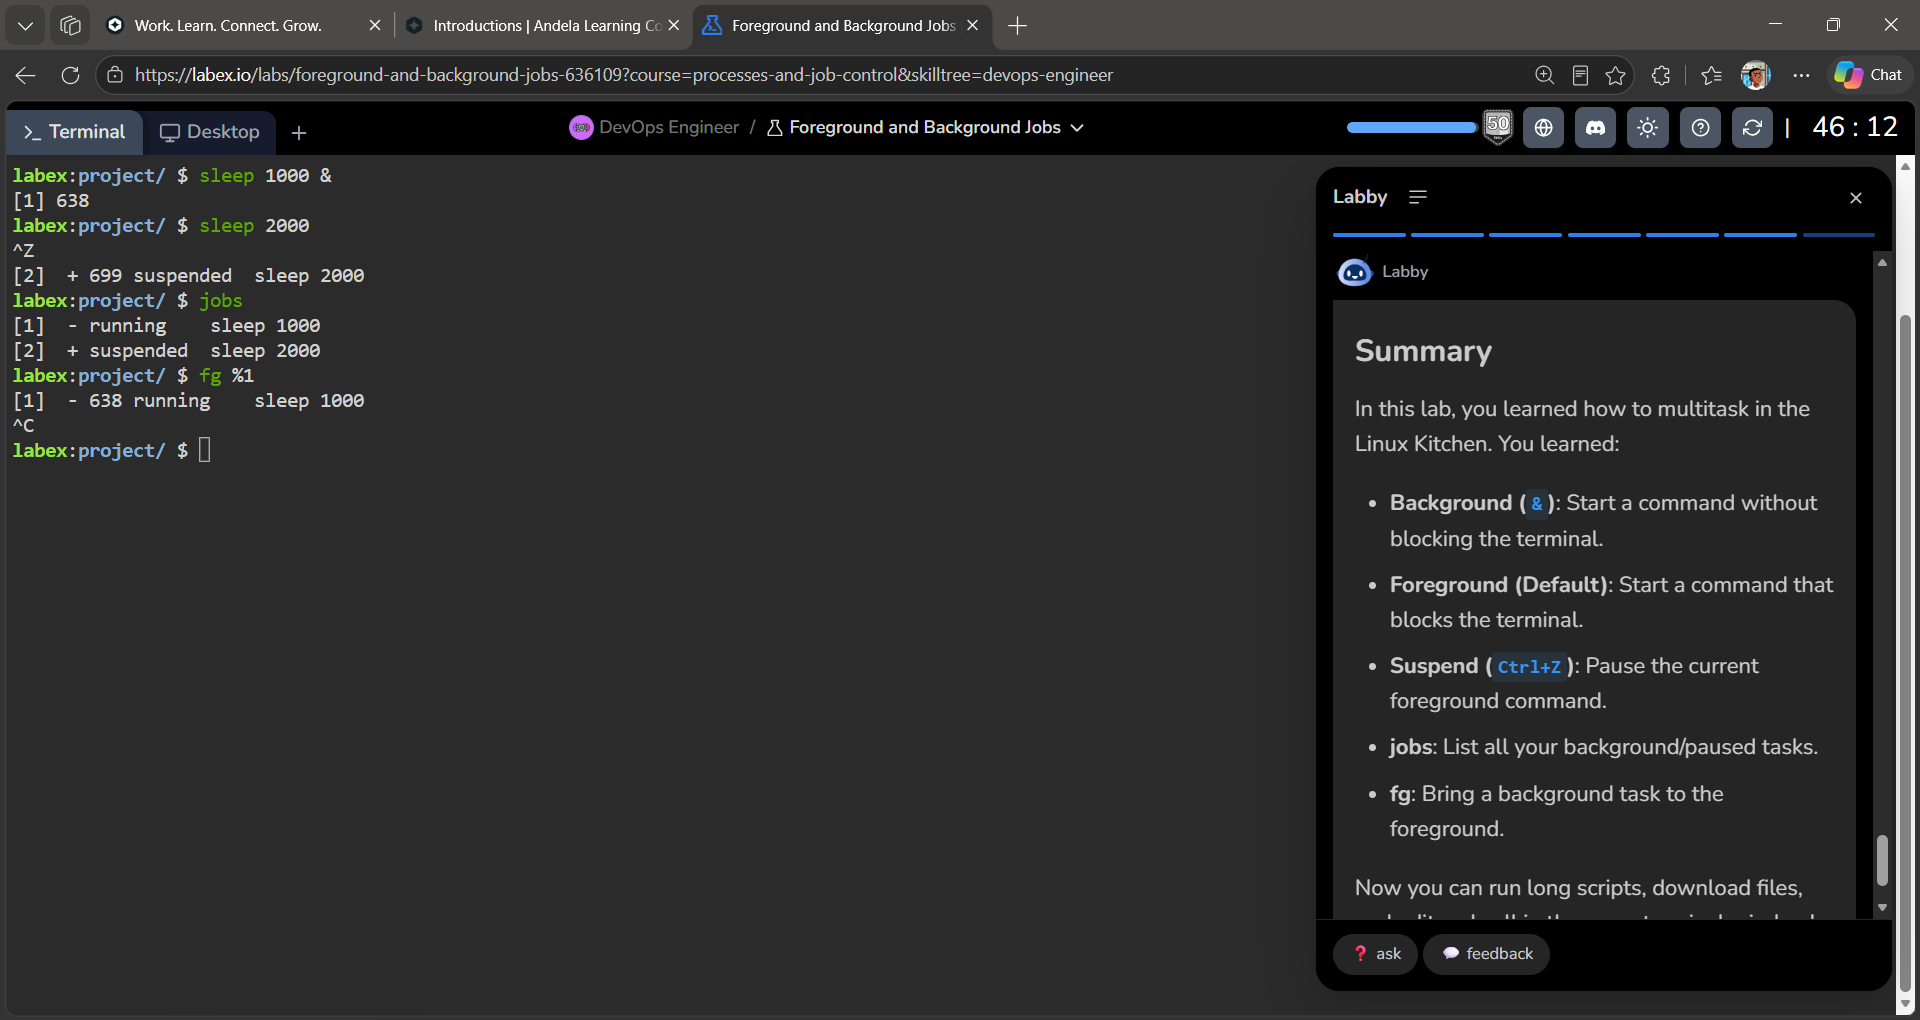 Work. Learn. Connect. Grow.
Introductions | Andela Learning Co
Foreground and Background Jobs
https://labex.io/labs/foreground-and-background-jobs-636109?course=processes-and-job-control&skilltree=devops-engineer
Chat
>_ Terminal
Desktop
DevOps Engineer / Foreground and Background Jobs
50
46 : 12
labex:project/ $ sleep 1000 &
[1] 638
labex:project/ $ sleep 2000
^Z
[2]  + 699 suspended  sleep 2000
labex:project/ $ jobs
[1]  - running    sleep 1000
[2]  + suspended  sleep 2000
labex:project/ $ fg %1
[1]  - 638 running    sleep 1000
^C
labex:project/ $
Labby
Labby
Summary
In this lab, you learned how to multitask in the
Linux Kitchen. You learned:
• Background ( & ): Start a command without
blocking the terminal.
• Foreground (Default): Start a command that
blocks the terminal.
• Suspend ( Ctrl+Z ): Pause the current
foreground command.
• jobs: List all your background/paused tasks.
• fg: Bring a background task to the
foreground.
Now you can run long scripts, download files,
ask
feedback